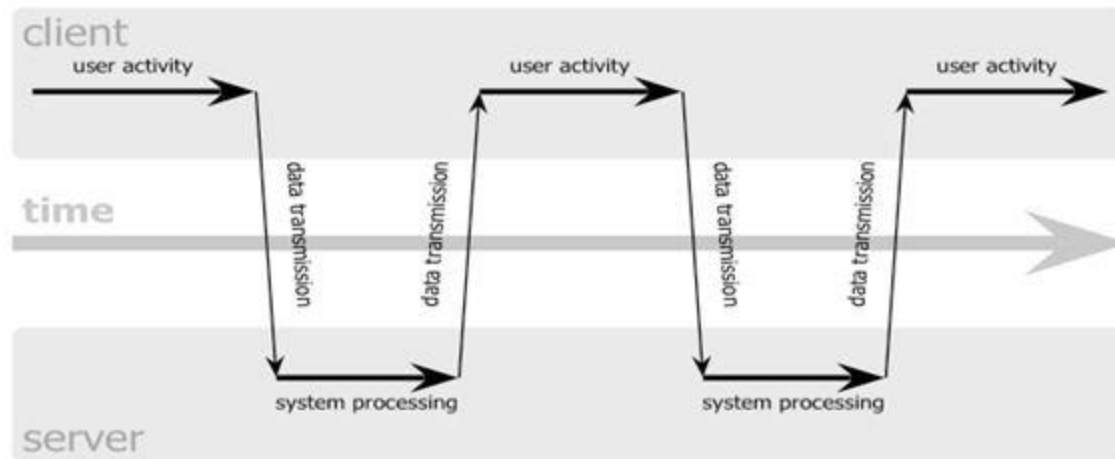 client
user activity
user activity
user activity
data transmission
data transmission
data transmission
data transmission
time
system processing
system processing
server